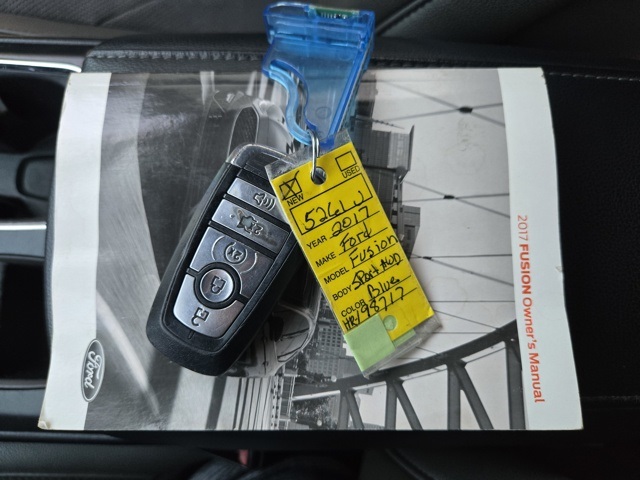 NEW USED
5261J
YEAR 2017
MAKE Ford
MODEL Fusion
BODY Sport AWD
COLOR Blue
HR198717
2017 FUSION Owner's Manual
Ford